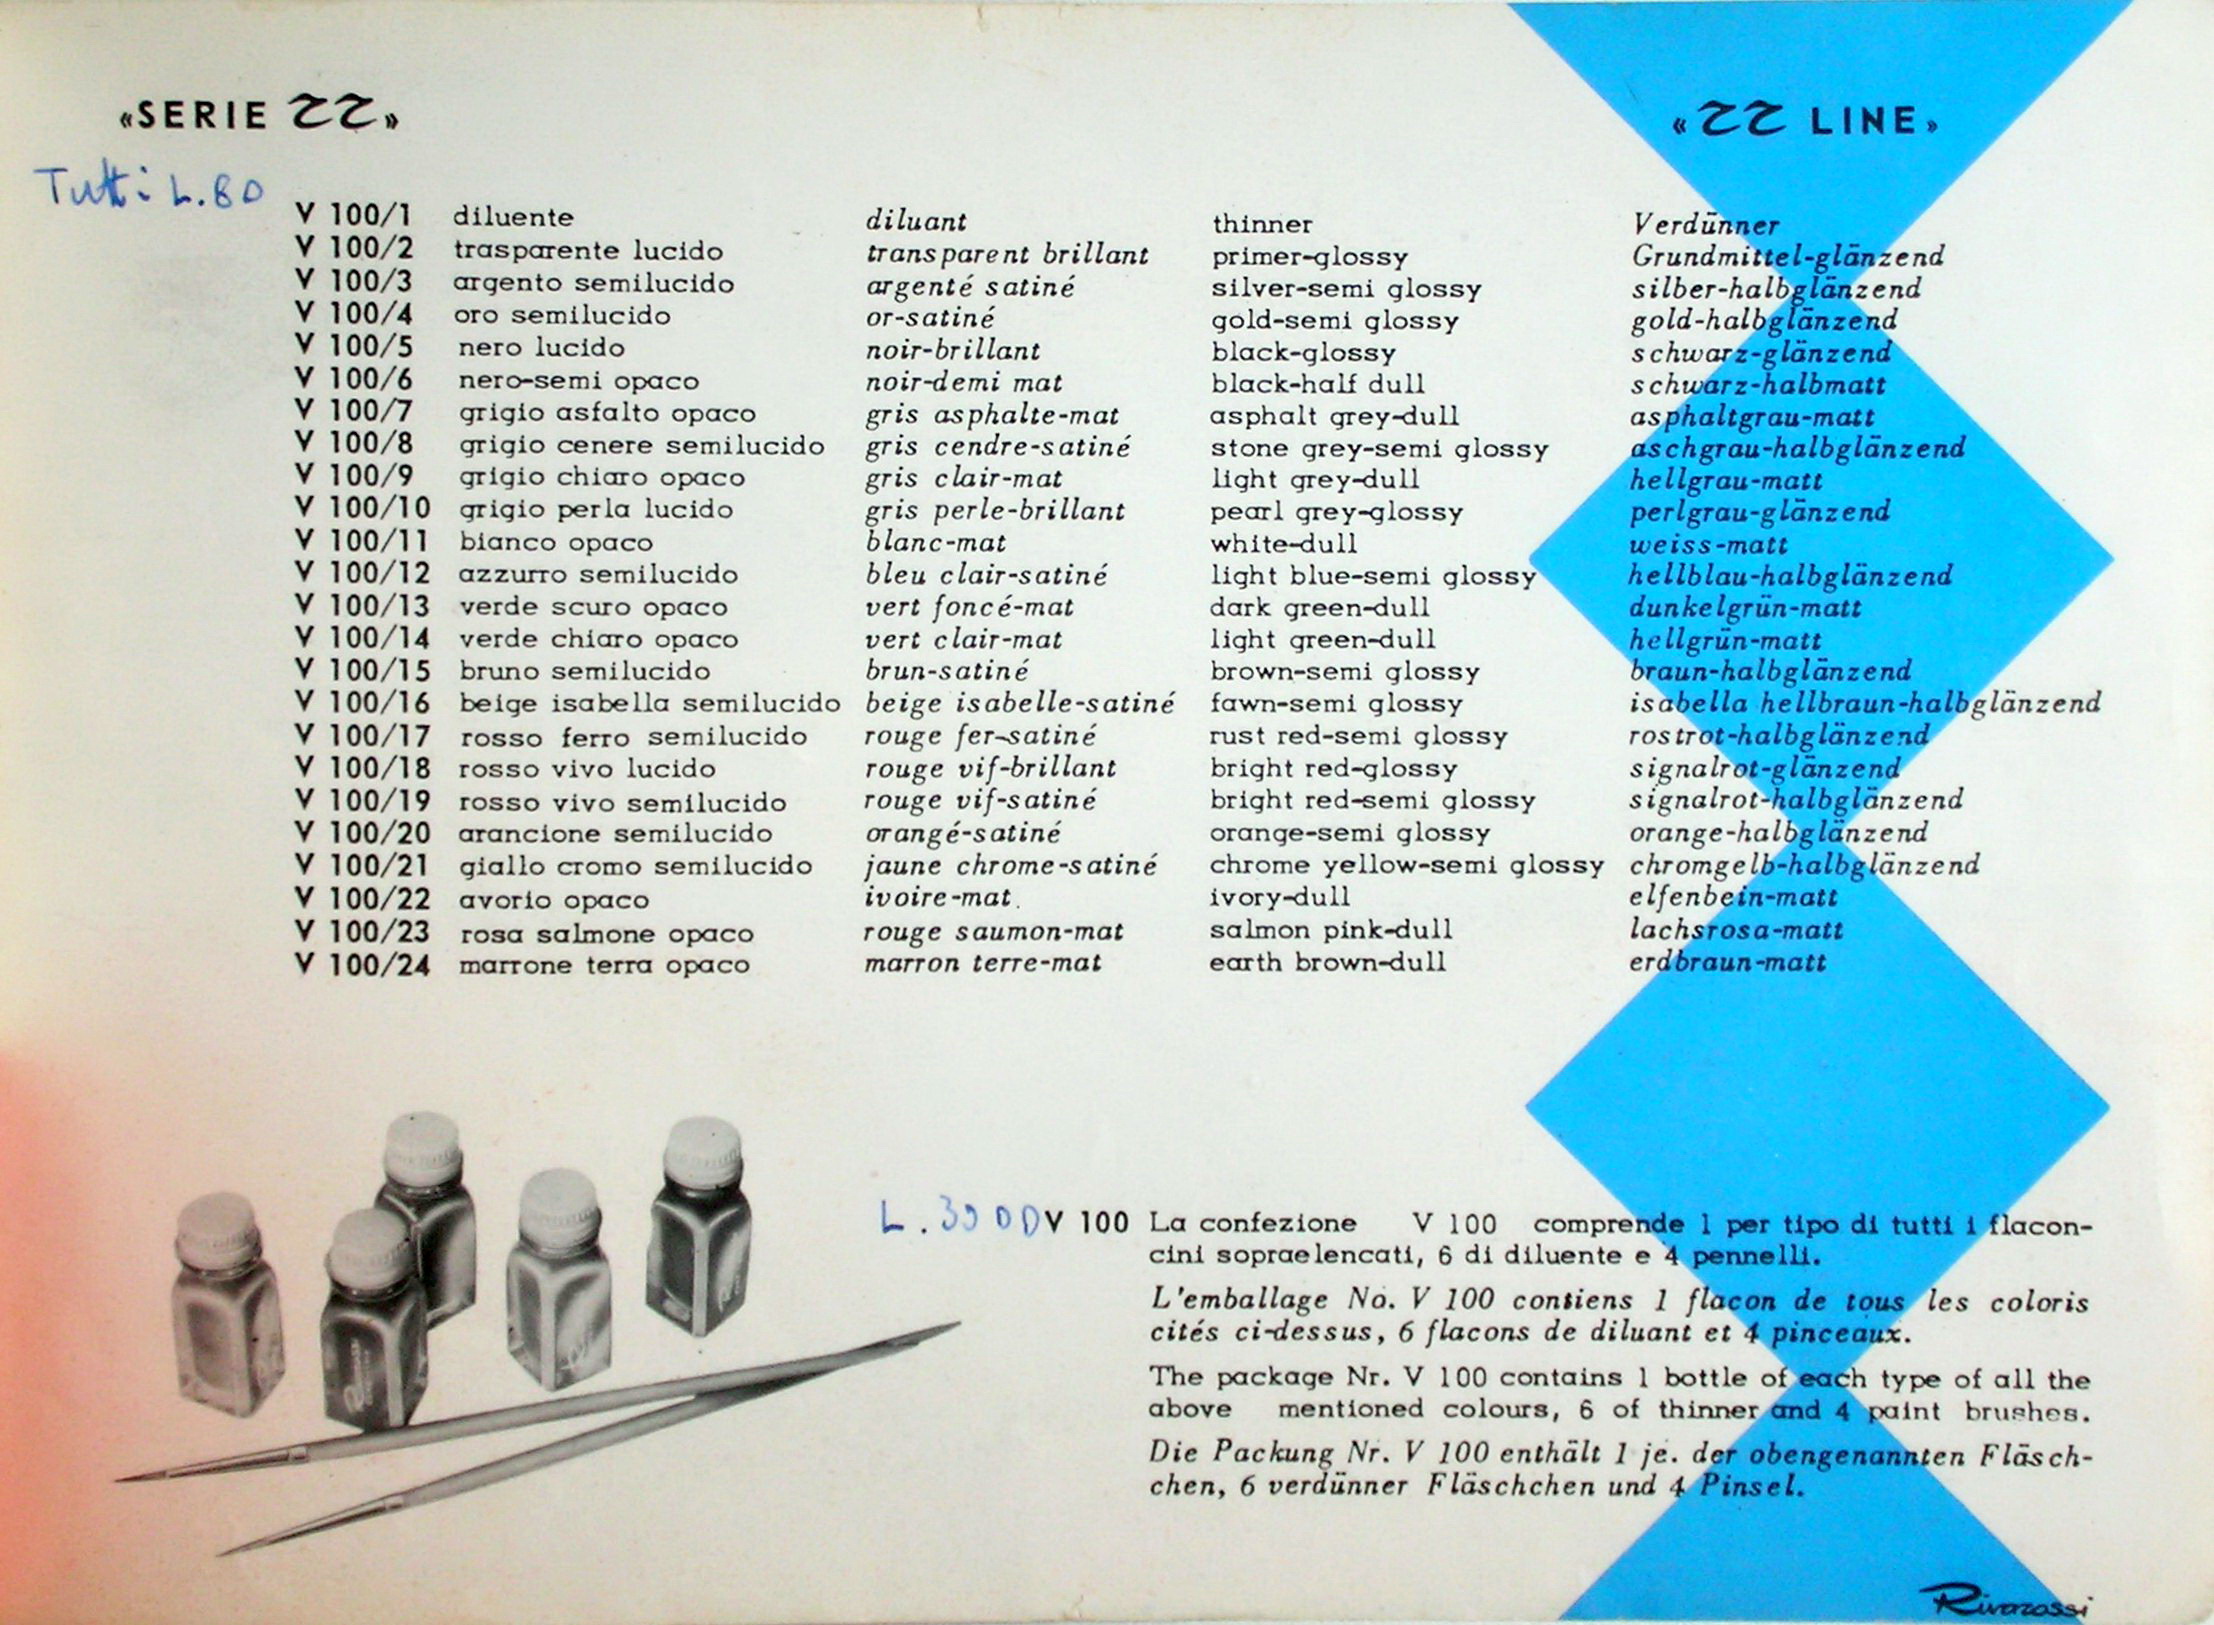 «SERIE RR»
«RR LINE»
Tutti L. 80
V 100/1 diluente diluant thinner Verdünner
V 100/2 trasparente lucido transparent brillant primer-glossy Grundmittel-glänzend
V 100/3 argento semilucido argenté satiné silver-semi glossy silber-halbglänzend
V 100/4 oro semilucido or-satiné gold-semi glossy gold-halbglänzend
V 100/5 nero lucido noir-brillant black-glossy schwarz-glänzend
V 100/6 nero-semi opaco noir-demi mat black-half dull schwarz-halbmatt
V 100/7 grigio asfalto opaco gris asphalte-mat asphalt grey-dull asphaltgrau-matt
V 100/8 grigio cenere semilucido gris cendre-satiné stone grey-semi glossy aschgrau-halbglänzend
V 100/9 grigio chiaro opaco gris clair-mat light grey-dull hellgrau-matt
V 100/10 grigio perla lucido gris perle-brillant pearl grey-glossy perlgrau-glänzend
V 100/11 bianco opaco blanc-mat white-dull weiss-matt
V 100/12 azzurro semilucido bleu clair-satiné light blue-semi glossy hellblau-halbglänzend
V 100/13 verde scuro opaco vert foncé-mat dark green-dull dunkelgrün-matt
V 100/14 verde chiaro opaco vert clair-mat light green-dull hellgrün-matt
V 100/15 bruno semilucido brun-satiné brown-semi glossy braun-halbglänzend
V 100/16 beige isabella semilucido beige isabelle-satiné fawn-semi glossy isabella hellbraun-halbglänzend
V 100/17 rosso ferro semilucido rouge fer-satiné rust red-semi glossy rostrot-halbglänzend
V 100/18 rosso vivo lucido rouge vif-brillant bright red-glossy signalrot-glänzend
V 100/19 rosso vivo semilucido rouge vif-satiné bright red-semi glossy signalrot-halbglänzend
V 100/20 arancione semilucido orangé-satiné orange-semi glossy orange-halbglänzend
V 100/21 giallo cromo semilucido jaune chrome-satiné chrome yellow-semi glossy chromgelb-halbglänzend
V 100/22 avorio opaco ivoire-mat. ivory-dull elfenbein-matt
V 100/23 rosa salmone opaco rouge saumon-mat salmon pink-dull lachsrosa-matt
V 100/24 marrone terra opaco marron terre-mat earth brown-dull erdbraun-matt
L. V 100 La confezione V 100 comprende 1 per tipo di tutti i flacon-
cini sopraelencati, 6 di diluente e 4 pennelli.
L'emballage No. V 100 contiens 1 flacon de tous les coloris
cités ci-dessus, 6 flacons de diluant et 4 pinceaux.
The package Nr. V 100 contains 1 bottle of each type of all the
above mentioned colours, 6 of thinner and 4 paint brushes.
Die Packung Nr. V 100 enthält 1 je. der obengenannten Fläsch-
chen, 6 verdünner Fläschchen und 4 Pinsel.
Rivarossi